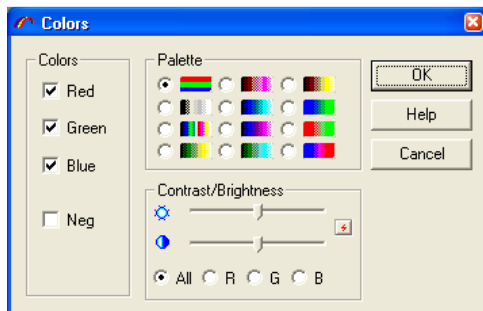 Colors
Colors
Red
Green
Blue
Neg
Palette
Contrast/Brightness
All R G B
OK
Help
Cancel